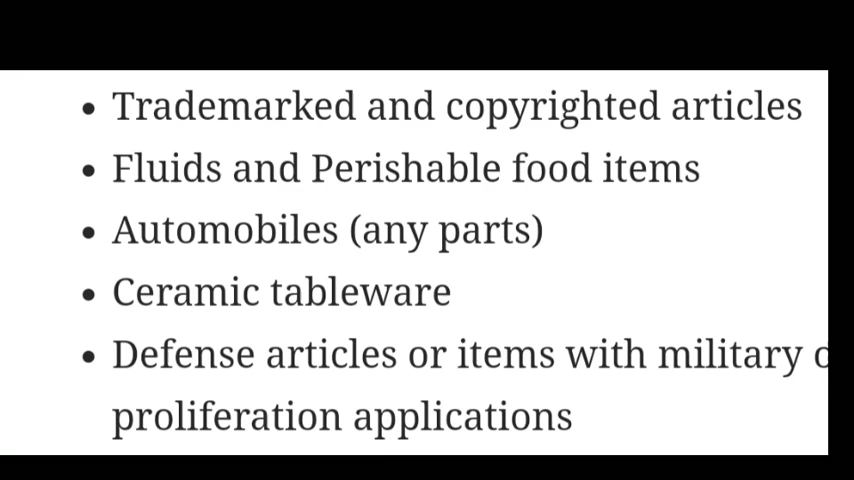 • Trademarked and copyrighted articles
• Fluids and Perishable food items
• Automobiles (any parts)
• Ceramic tableware
• Defense articles or items with military
proliferation applications